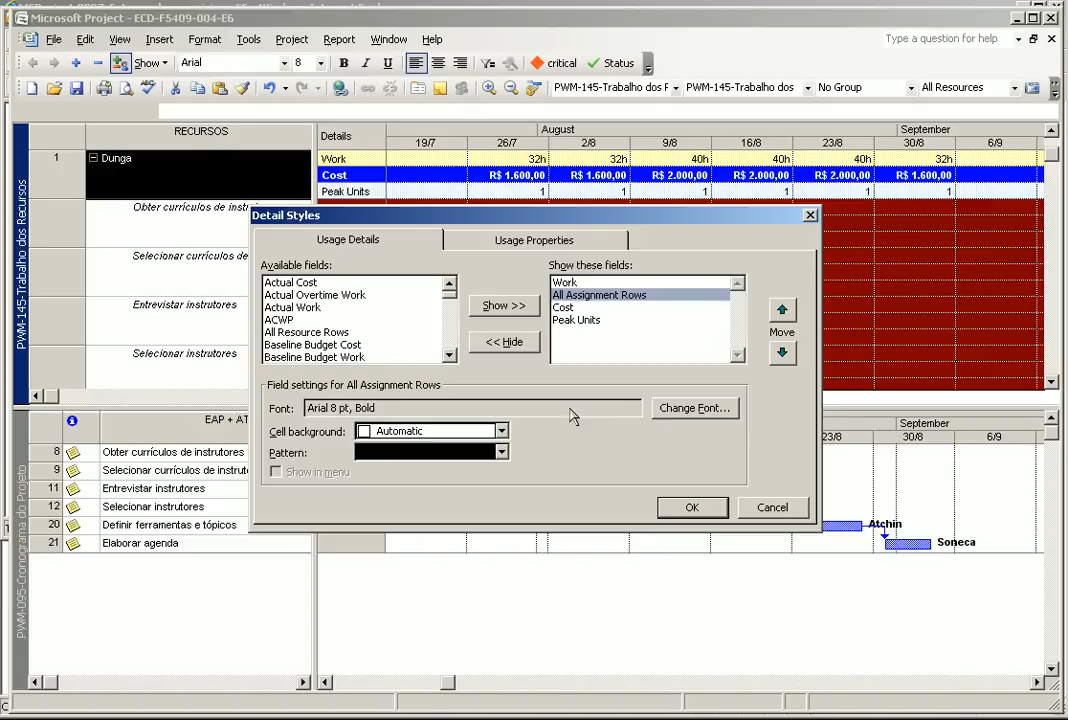 Microsoft Project - ECD-F5409-004-E6
File Edit View Insert Format Tools Project Report Window Help
Type a question for help
Show Arial 8 B I U critical Status
PWM-145-Trabalho dos F PWM-145-Trabalho dos No Group All Resources
RECURSOS Details August September
19/7 26/7 2/8 9/8 16/8 23/8 30/8 6/9
1 Dunga Work 32h 32h 40h 40h 40h 32h
Cost R$ 1.600,00 R$ 1.600,00 R$ 2.000,00 R$ 2.000,00 R$ 2.000,00 R$ 1.600,00
Peak Units 1 1 1 1 1 1
PWM-145-Trabalho dos Recursos
Obter currículos de instru
Selecionar currículos de
Entrevistar instrutores
Selecionar instrutores
Detail Styles
Usage Details Usage Properties
Available fields: Show these fields:
Actual Cost
Actual Overtime Work
Actual Work
ACWP
All Resource Rows
Baseline Budget Cost
Baseline Budget Work
Show >>
<< Hide
Work
All Assignment Rows
Cost
Peak Units
Move
Field settings for All Assignment Rows
Font: Arial 8 pt, Bold Change Font...
Cell background: Automatic
Pattern:
Show in menu
OK Cancel
PWM-095-Cronograma do Projeto
EAP + AT September
23/8 30/8 6/9
8 Obter currículos de instrutores
9 Selecionar currículos de inst
11 Entrevistar instrutores
12 Selecionar instrutores
20 Definir ferramentas e tópicos Atchin
21 Elaborar agenda Soneca